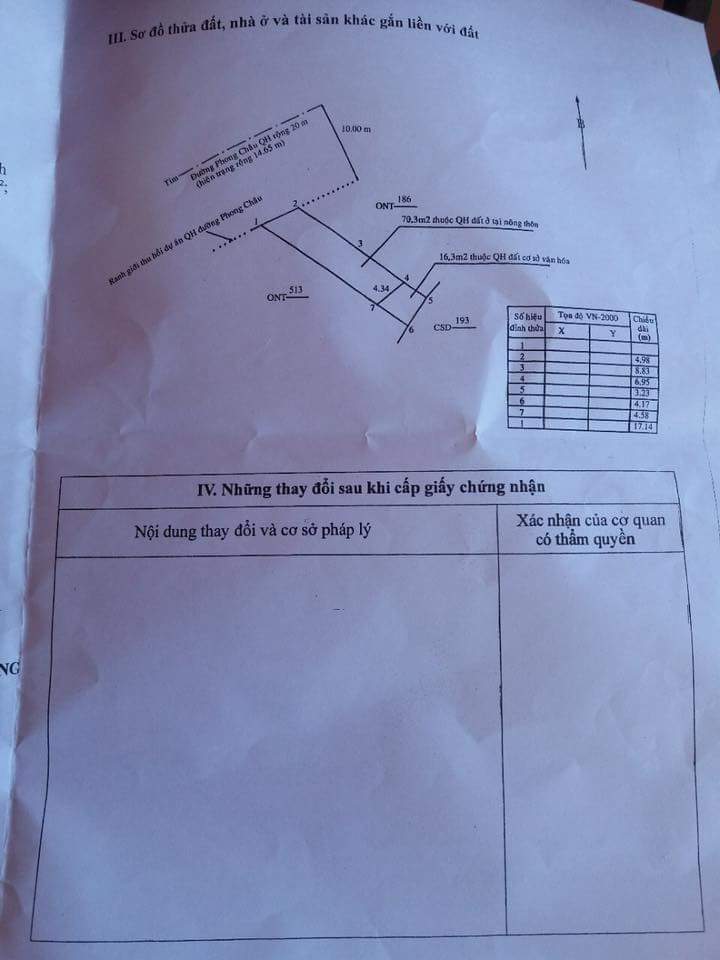 III. Sơ đồ thửa đất, nhà ở và tài sản khác gắn liền với đất
B
10.00 m
Tim
Đường Phong Châu QH rộng 20 m
(hiện trạng rộng 14.65 m)
Ranh giới thu hồi dự án QH đường Phong Châu
1
2
ONT 186
70,3m2 thuộc QH đất ở tại nông thôn
3
16,3m2 thuộc QH đất cơ sở văn hóa
4
4.34
ONT 513
5
7
6
CSD 193
Số hiệu đỉnh thửa
Tọa độ VN-2000
Chiều dài (m)
X
Y
1
2
4.98
3
8.83
4
6.95
5
3.23
6
4.17
7
4.58
1
17.14
IV. Những thay đổi sau khi cấp giấy chứng nhận
Nội dung thay đổi và cơ sở pháp lý
Xác nhận của cơ quan
có thẩm quyền
h
²;
NG